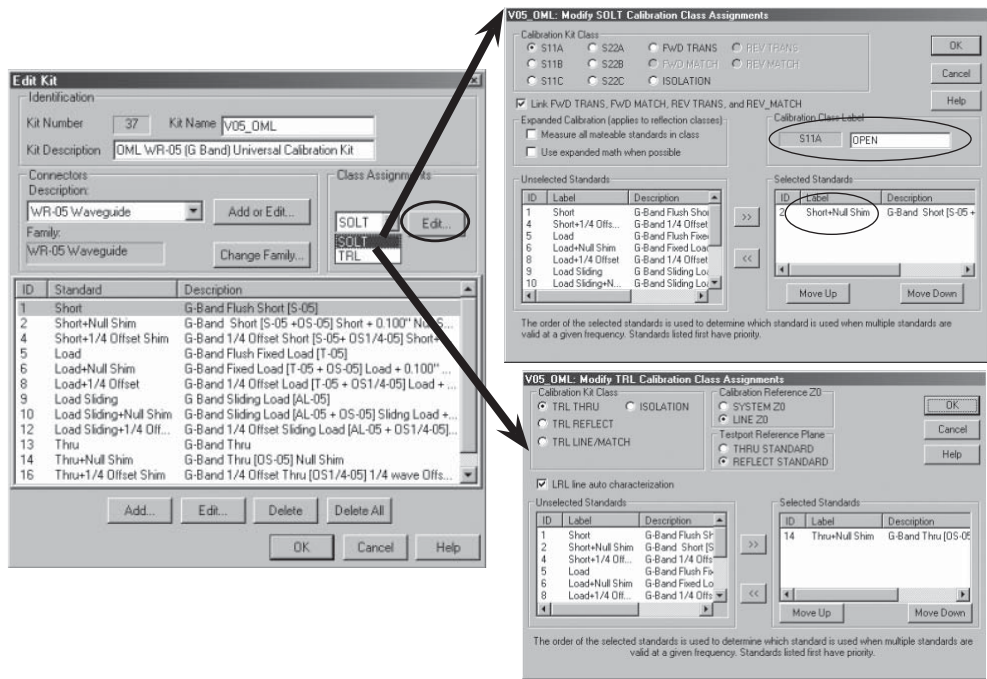 Edit Kit
Identification
Kit Number 37 Kit Name V05_OML
Kit Description OML WR-05 (G Band) Universal Calibration Kit
Connectors
Description:
WR-05 Waveguide
Add or Edit...
Family:
WR-05 Waveguide
Change Family...
Class Assignments
SOLT
Edit...
SOLT
TRL
ID Standard Description
1 Short G-Band Flush Short [S-05]
2 Short+Null Shim G-Band Short [S-05 +OS-05] Short + 0.100"
4 Short+1/4 Offset Shim G-Band 1/4 Offset Short [S-05+ OS1/4-05] Short+
5 Load G-Band Flush Fixed Load [T-05]
6 Load+Null Shim G-Band Fixed Load [T-05 + OS-05] Load + 0.100" ...
8 Load+1/4 Offset G-Band 1/4 Offset Load [T-05 + OS1/4-05] Load + ...
9 Load Sliding G Band Sliding Load [AL-05]
10 Load Sliding+Null Shim G Band Sliding Load [AL-05 + OS-05] Slidng Load +...
12 Load Sliding+1/4 Off... G Band 1/4 Offset Sliding Load [AL-05 + OS1/4-05]...
13 Thru G-Band Thru
14 Thru+Null Shim G-Band Thru [OS-05] Null Shim
16 Thru+1/4 Offset Shim G-Band 1/4 Offset Thru [OS1/4-05] 1/4 wave Offs...
Add... Edit... Delete Delete All
OK Cancel Help
V05_OML: Modify SOLT Calibration Class Assignments
Calibration Kit Class
S11A S22A FWD TRANS REV TRANS
S11B S22B FWD MATCH REV MATCH
S11C S22C ISOLATION
OK
Cancel
Help
Link FWD TRANS, FWD MATCH, REV TRANS, and REV_MATCH
Expanded Calibration (applies to reflection classes)
Measure all mateable standards in class
Use expanded math when possible
Calibration Class Label
S11A OPEN
Unselected Standards
ID Label Description
1 Short G-Band Flush Shor
4 Short+1/4 Offs... G-Band 1/4 Offset
5 Load G-Band Flush Fixe
6 Load+Null Shim G-Band Fixed Load
8 Load+1/4 Offset G-Band 1/4 Offset
9 Load Sliding G Band Sliding Loa
10 Load Sliding+N... G-Band Sliding Loa
>>
<<
Selected Standards
ID Label Description
2 Short+Null Shim G-Band Short [S-05 +
Move Up Move Down
The order of the selected standards is used to determine which standard is used when multiple standards are
valid at a given frequency. Standards listed first have priority.
V05_OML: Modify TRL Calibration Class Assignments
Calibration Kit Class
TRL THRU ISOLATION
TRL REFLECT
TRL LINE/MATCH
Calibration Reference Z0
SYSTEM Z0
LINE Z0
Testport Reference Plane
THRU STANDARD
REFLECT STANDARD
OK
Cancel
Help
LRL line auto characterization
Unselected Standards
ID Label Description
1 Short G-Band Flush Sh
2 Short+Null Shim G-Band Short [S
4 Short+1/4 Off... G-Band 1/4 Offs
5 Load G-Band Flush Fix
6 Load+Null Shim G-Band Fixed Lo
8 Load+1/4 Off... G-Band 1/4 Offs
>>
<<
Selected Standards
ID Label Description
14 Thru+Null Shim G-Band Thru [OS-05
Move Up Move Down
The order of the selected standards is used to determine which standard is used when multiple standards are
valid at a given frequency. Standards listed first have priority.